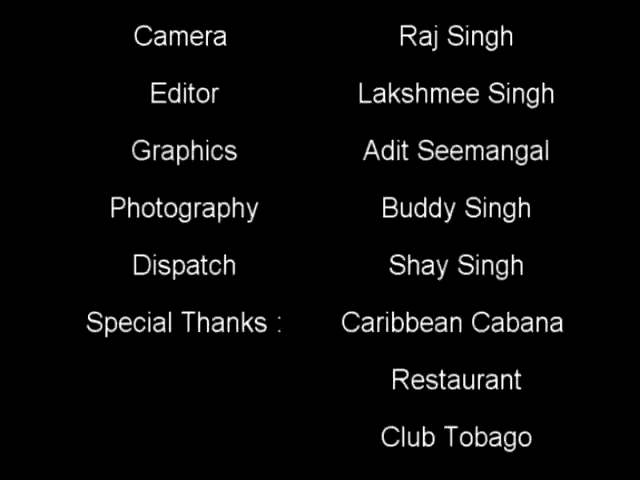 Camera Raj Singh
Editor Lakshmee Singh
Graphics Adit Seemangal
Photography Buddy Singh
Dispatch Shay Singh
Special Thanks : Caribbean Cabana
Restaurant
Club Tobago